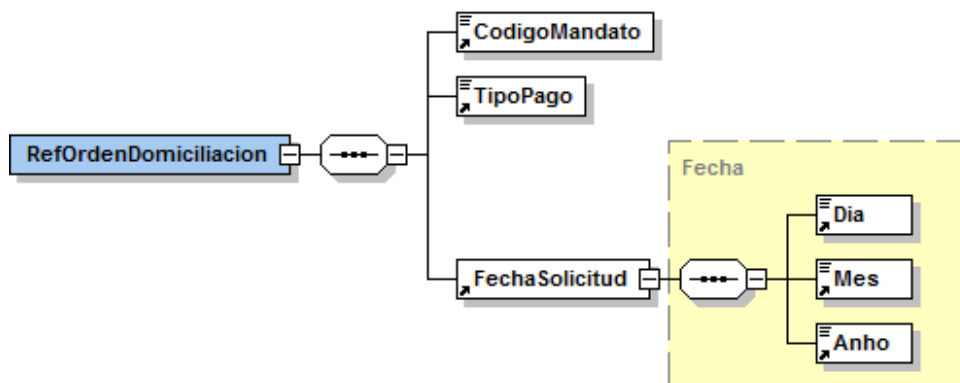 CodigoMandato
TipoPago
RefOrdenDomiciliacion
Fecha
Dia
FechaSolicitud
Mes
Anho